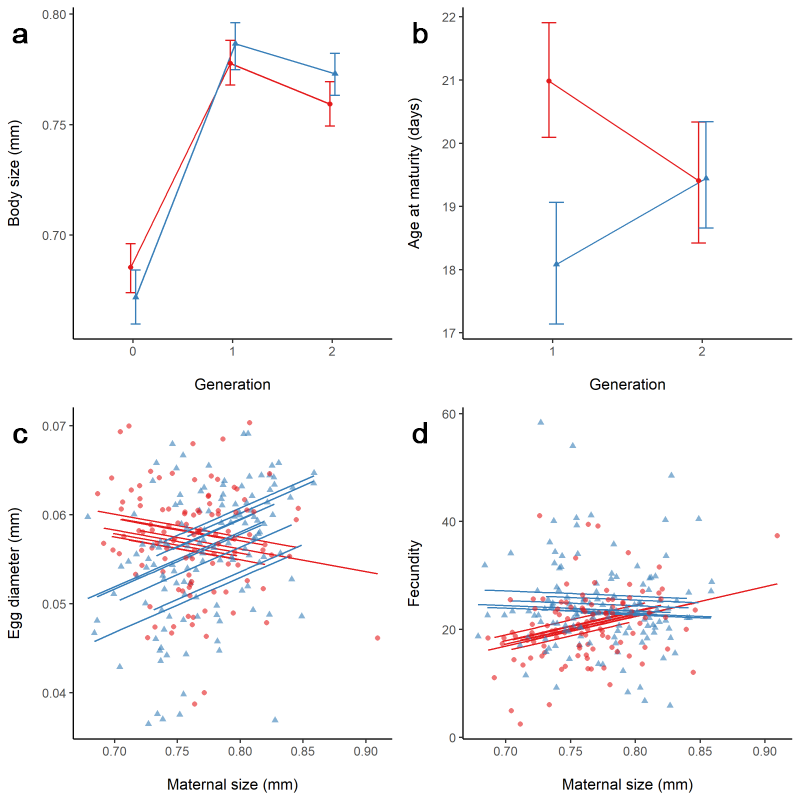 a
Body size (mm)
0.80
0.75
0.70
0
1
2
Generation
b
Age at maturity (days)
22
21
20
19
18
17
1
2
Generation
c
Egg diameter (mm)
0.07
0.06
0.05
0.04
0.70
0.75
0.80
0.85
0.90
Maternal size (mm)
d
Fecundity
60
40
20
0
0.70
0.75
0.80
0.85
0.90
Maternal size (mm)